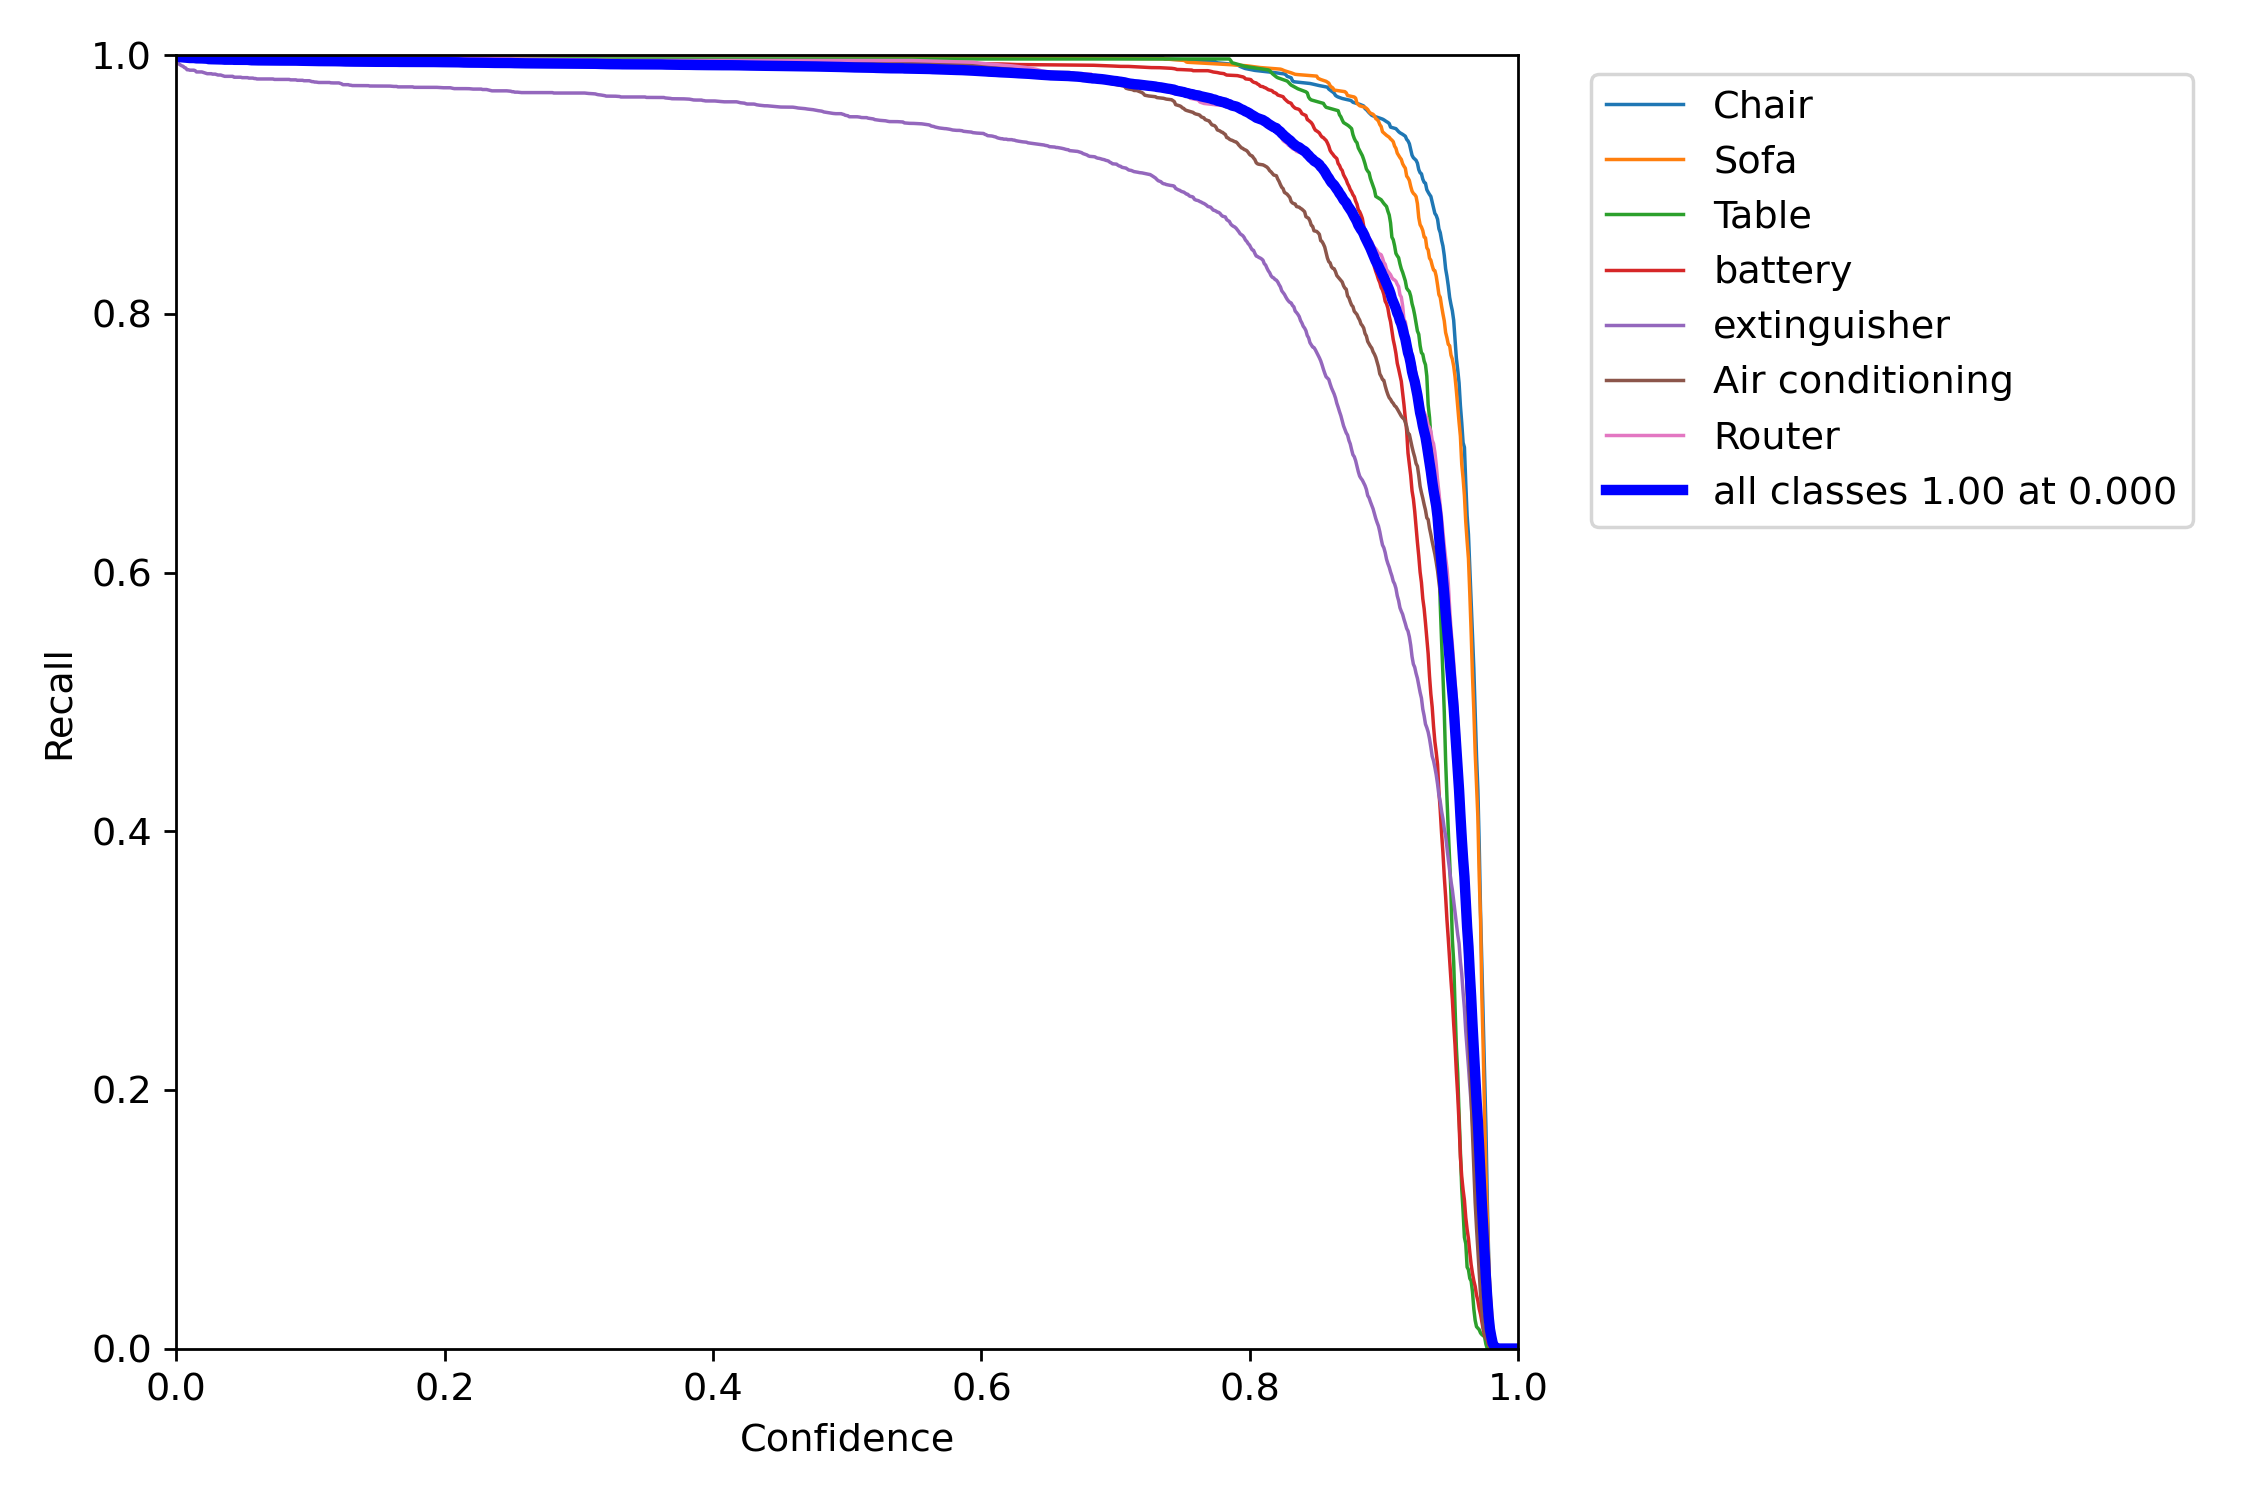 1.0
0.8
0.6
0.4
0.2
0.0
Recall
0.0 0.2 0.4 0.6 0.8 1.0
Confidence
Chair
Sofa
Table
battery
extinguisher
Air conditioning
Router
all classes 1.00 at 0.000